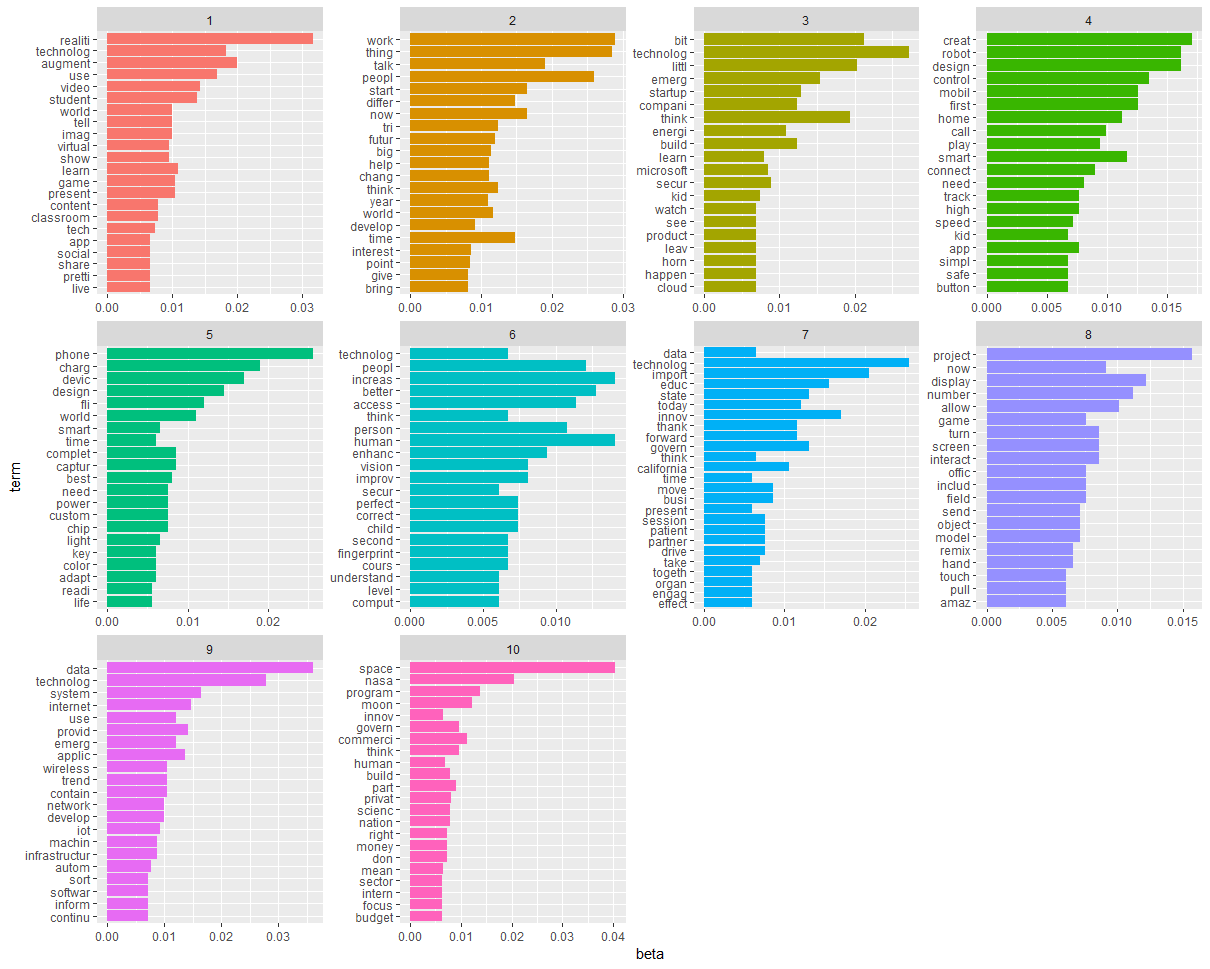 1
realiti
technolog
augment
use
video
student
world
tell
imag
virtual
show
learn
game
present
content
classroom
tech
app
social
share
pretti
live
0.00 0.01 0.02 0.03
2
work
thing
talk
peopl
start
differ
now
tri
futur
big
help
chang
think
year
world
develop
time
interest
point
give
bring
0.00 0.01 0.02 0.03
3
bit
technolog
littl
emerg
startup
compani
think
energi
build
learn
microsoft
secur
kid
watch
see
product
leav
horn
happen
cloud
0.00 0.01 0.02
4
creat
robot
design
control
mobil
first
home
call
play
smart
connect
need
track
high
speed
kid
app
simpl
safe
button
0.000 0.005 0.010 0.015
5
phone
charg
devic
design
fli
world
smart
time
complet
captur
best
need
power
custom
chip
light
key
color
adapt
readi
life
0.00 0.01 0.02
6
technolog
peopl
increas
better
access
think
person
human
enhanc
vision
improv
secur
perfect
correct
child
second
fingerprint
cours
understand
level
comput
0.000 0.005 0.010
7
data
technolog
import
educ
state
today
innov
thank
forward
govern
think
california
time
move
busi
present
session
patient
partner
drive
take
togeth
organ
engag
effect
0.00 0.01 0.02
8
project
now
display
number
allow
game
turn
screen
interact
offic
includ
field
send
object
model
remix
hand
touch
pull
amaz
0.000 0.005 0.010 0.015
9
data
technolog
system
internet
use
provid
emerg
applic
wireless
trend
contain
network
develop
iot
machin
infrastructur
autom
sort
softwar
inform
continu
0.00 0.01 0.02 0.03
10
space
nasa
program
moon
innov
govern
commerci
think
human
build
part
privat
scienc
nation
right
money
don
mean
sector
intern
focus
budget
0.00 0.01 0.02 0.03 0.04
term
beta